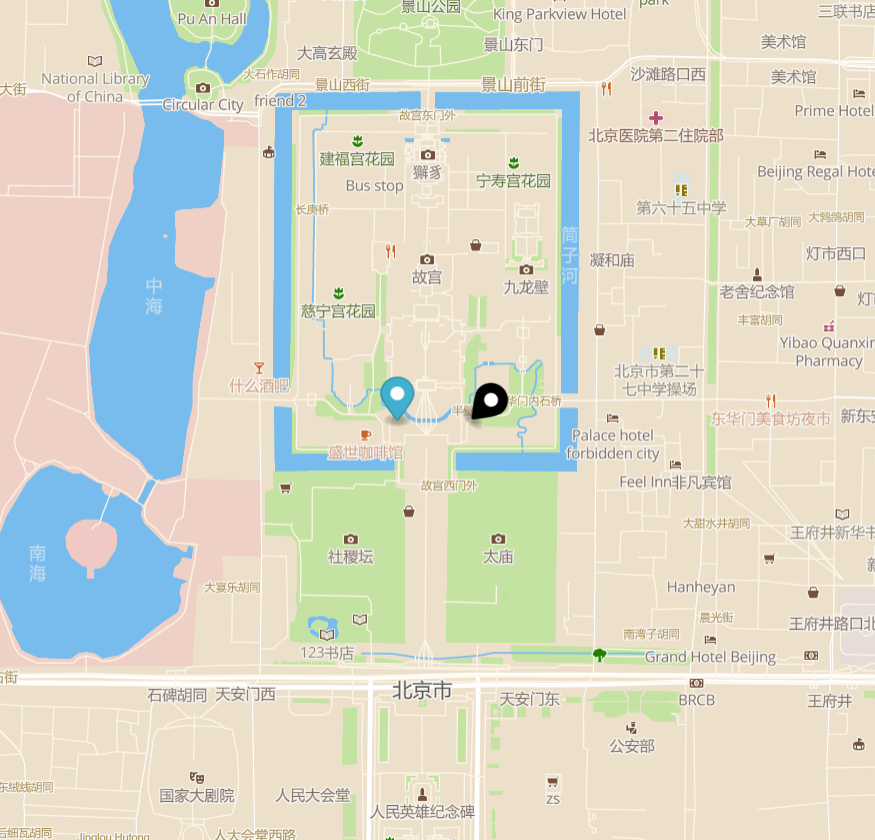 景山公园
Pu An Hall
King Parkview Hotel
park
三联书店
景山东门
美术馆
大高玄殿
沙滩路口西
美术馆
大石作胡同
National Library
of China
景山西街
景山前街
大街
Circular City
friend 2
Prime Hotel
故宫东门外
北京医院第二住院部
建福宫花园
獬豸
宁寿宫花园
Bus stop
Beijing Regal Hote
长庚桥
第六十五中学
大草厂胡同
大鹁鸽胡同
筒子河
凝和庙
灯市西口
中海
故宫
九龙壁
老舍纪念馆
灯
慈宁宫花园
丰富胡同
Yibao Quanxin
Pharmacy
北京市第二十
七中学操场
什么酒吧
华门内石桥
东华门美食坊夜市
新东安
Palace hotel
forbidden city
盛世咖啡馆
Feel Inn非凡宾馆
故宫西门外
大甜水井胡同
王府井新华书
南海
社稷坛
太庙
新
大宴乐胡同
Hanheyan
晨光街
王府井路口北
南湾子胡同
123书店
Grand Hotel Beijing
街
石碑胡同
天安门西
北京市
天安门东
BRCB
王府井
公安部
东绒线胡同
国家大剧院
人民大会堂
人民英雄纪念碑
zs
后细瓦胡同
Jinglou Hutong
人大会堂西路